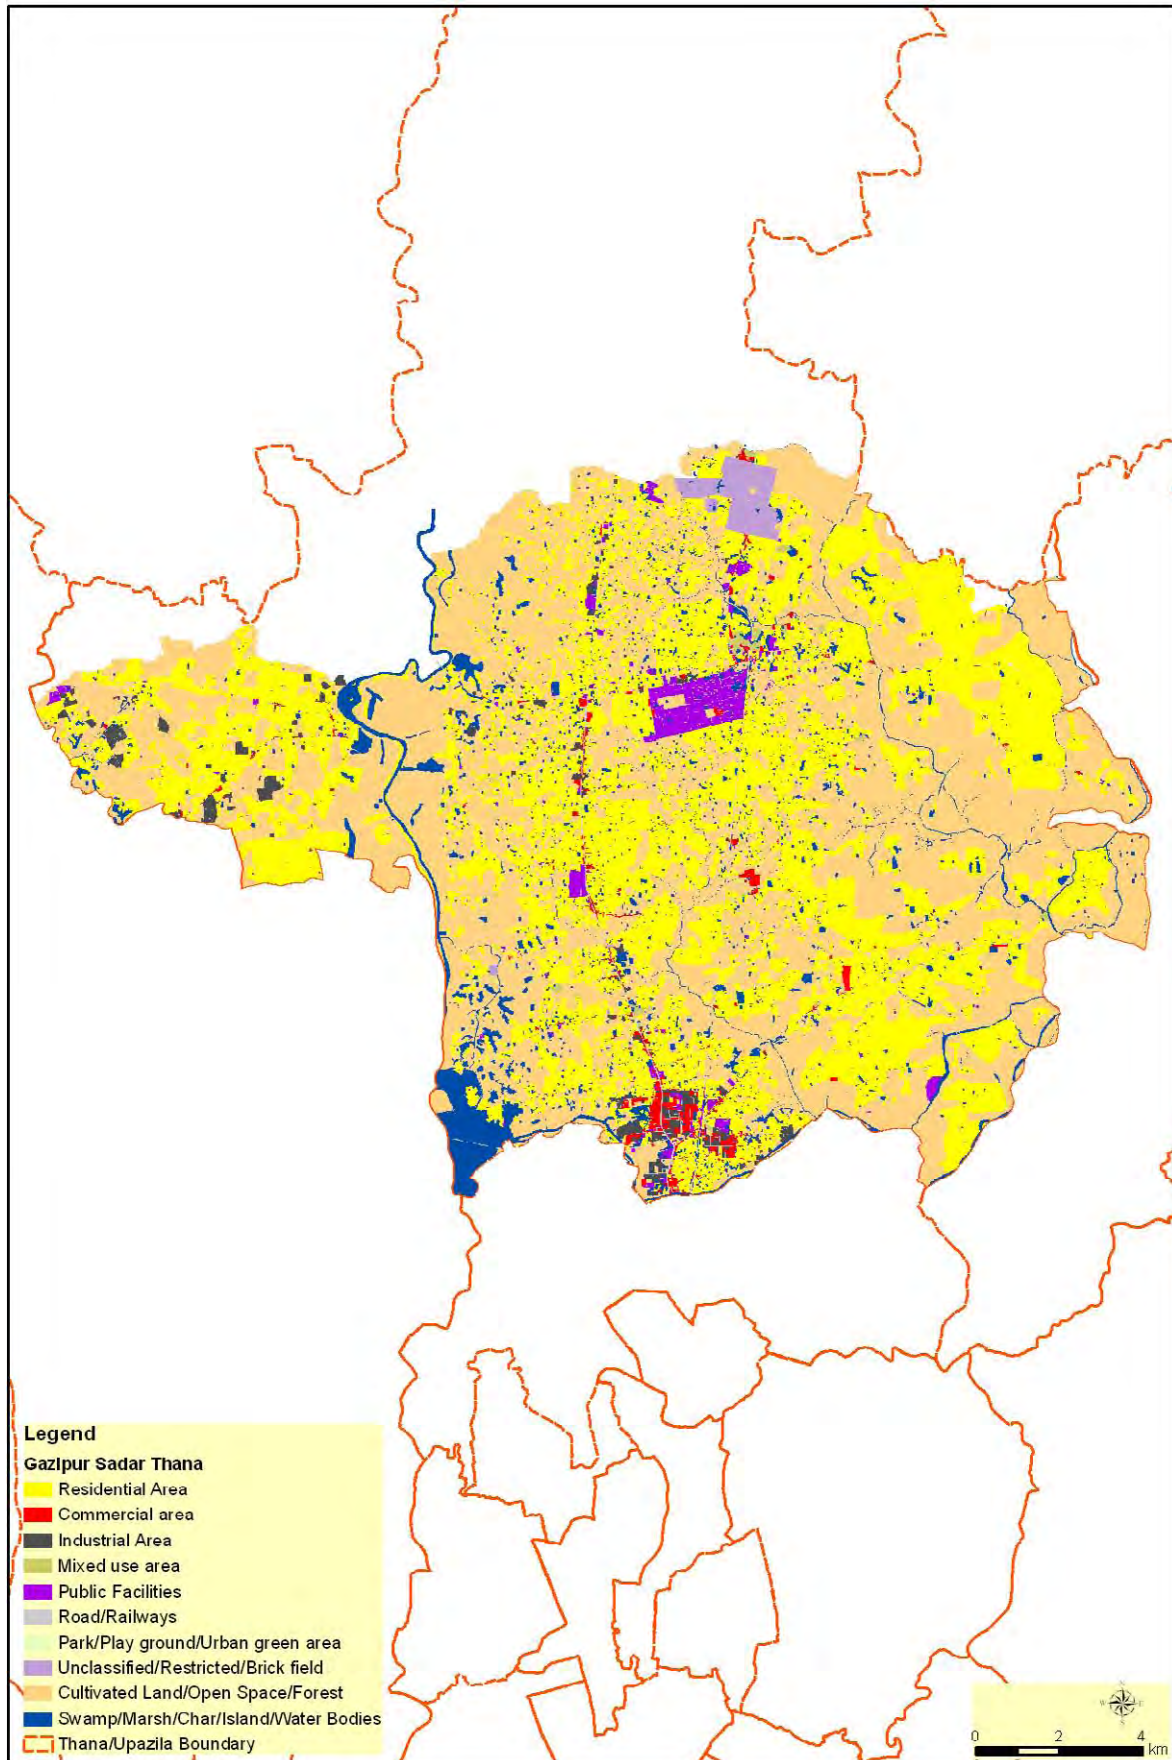 Legend
Gazipur Sadar Thana
Residential Area
Commercial area
Industrial Area
Mixed use area
Public Facilities
Road/Railways
Park/Play ground/Urban green area
Unclassified/Restricted/Brick field
Cultivated Land/Open Space/Forest
Swamp/Marsh/Char/Island/Water Bodies
Thana/Upazila Boundary
N
W E
S
0 2 4
km